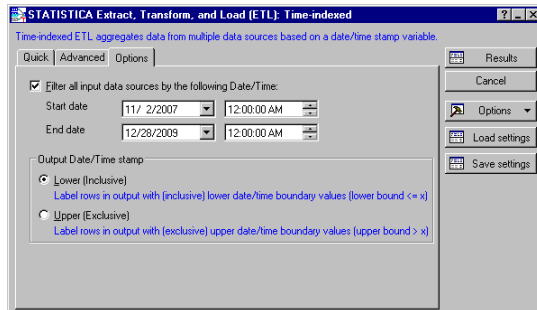 STATISTICA Extract, Transform, and Load (ETL): Time-indexed
Time-indexed ETL aggregates data from multiple data sources based on a date/time stamp variable.
Quick Advanced Options
Results
Cancel
Options
Load settings
Save settings
Filter all input data sources by the following Date/Time:
Start date 11/ 2/2007 12:00:00 AM
End date 12/28/2009 12:00:00 AM
Output Date/Time stamp
Lower (Inclusive)
Label rows in output with (inclusive) lower date/time boundary values (lower bound <= x)
Upper (Exclusive)
Label rows in output with (exclusive) upper date/time boundary values (upper bound > x)